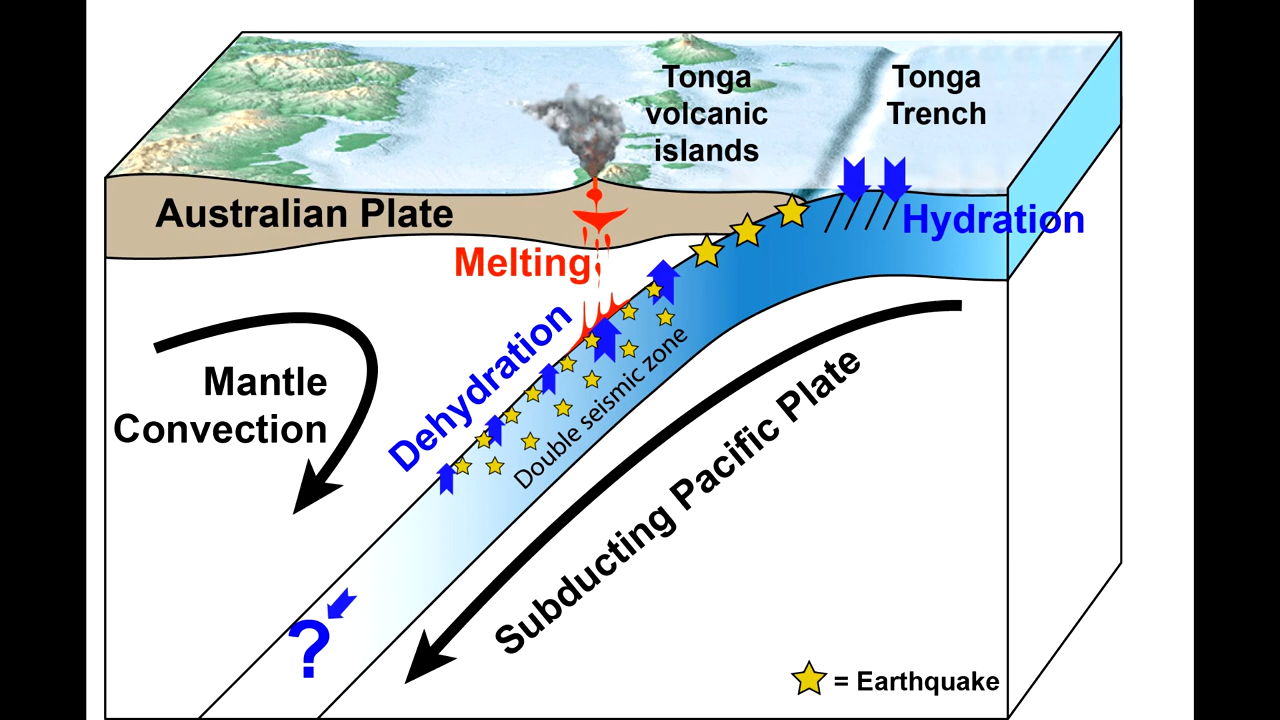 Tonga
volcanic
islands
Tonga
Trench
Australian Plate
Hydration
Melting
Dehydration
Double seismic zone
Mantle
Convection
Subducting Pacific Plate
?
= Earthquake